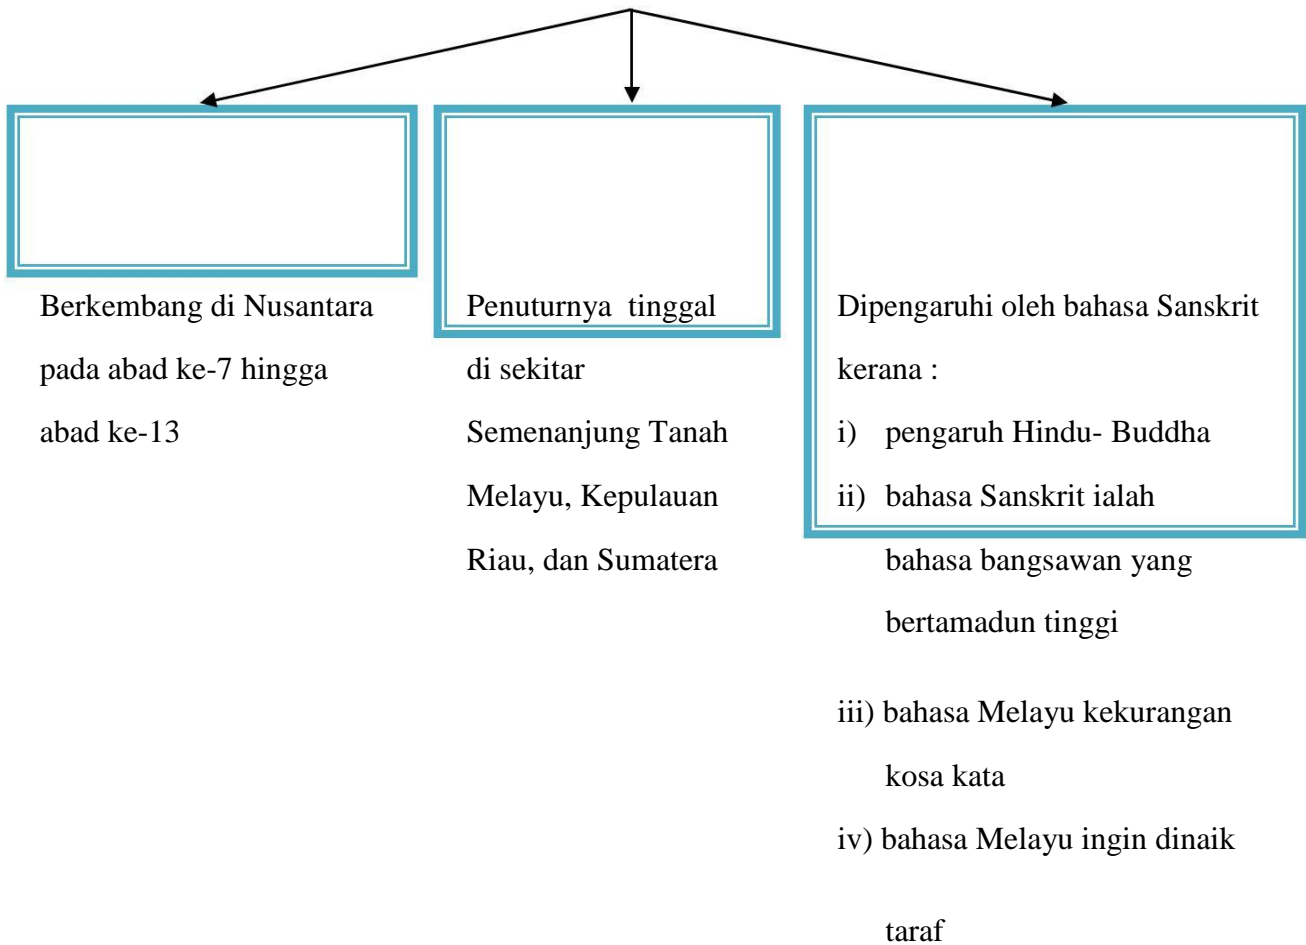 Berkembang di Nusantara
pada abad ke-7 hingga
abad ke-13
Penuturnya tinggal
di sekitar
Semenanjung Tanah
Melayu, Kepulauan
Riau, dan Sumatera
Dipengaruhi oleh bahasa Sanskrit
kerana :
i) pengaruh Hindu- Buddha
ii) bahasa Sanskrit ialah
bahasa bangsawan yang
bertamadun tinggi
iii) bahasa Melayu kekurangan
kosa kata
iv) bahasa Melayu ingin dinaik
taraf